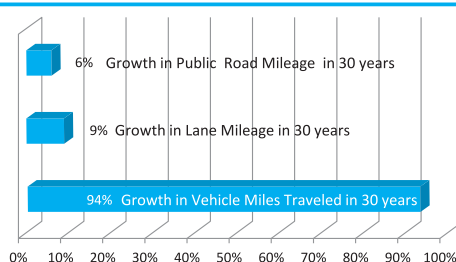 6% Growth in Public Road Mileage in 30 years
9% Growth in Lane Mileage in 30 years
94% Growth in Vehicle Miles Traveled in 30 years
0% 10% 20% 30% 40% 50% 60% 70% 80% 90% 100%